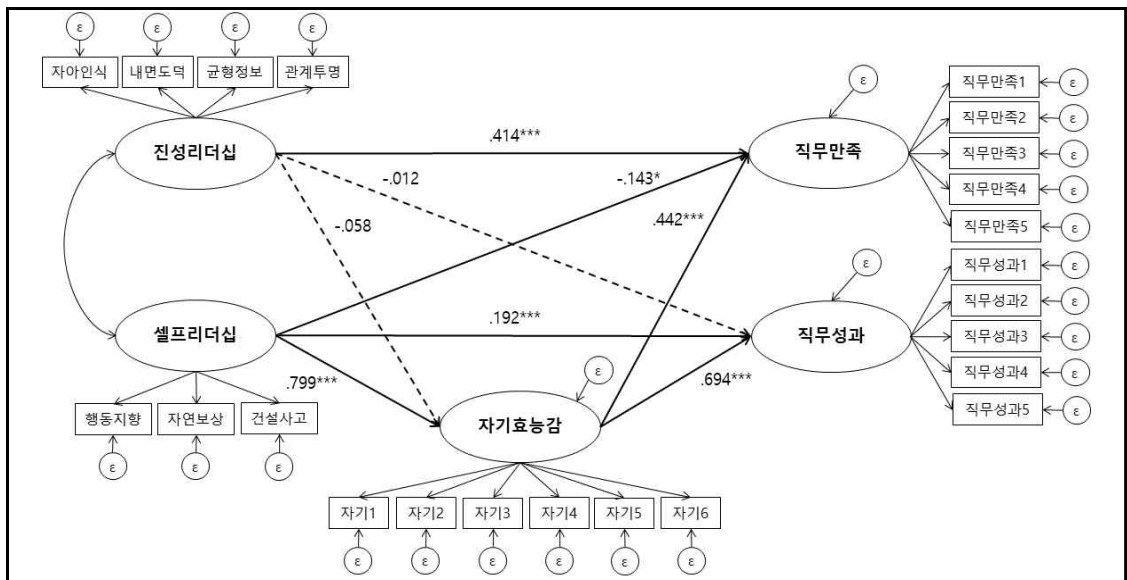 ε ε ε ε
자아인식 내면도덕 균형정보 관계투명
진성리더십
.414***
-.012
-.058
-.143*
.442***
ε
직무만족
직무만족1 ε
직무만족2 ε
직무만족3 ε
직무만족4 ε
직무만족5 ε
셀프리더십
.192***
.799***
.694***
ε
직무성과
직무성과1 ε
직무성과2 ε
직무성과3 ε
직무성과4 ε
직무성과5 ε
행동지향 자연보상 건설사고
ε ε ε
ε
자기효능감
자기1 자기2 자기3 자기4 자기5 자기6
ε ε ε ε ε ε